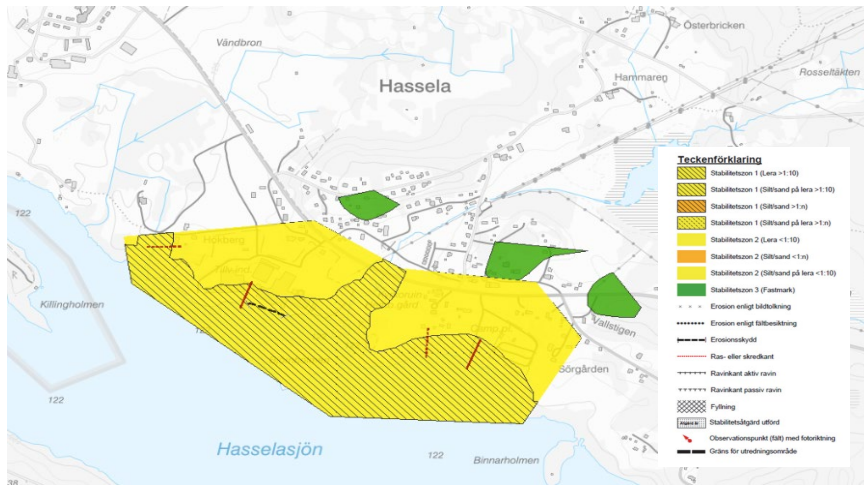 Österbricken
Vändbron
Rosseltäkten
Hassela
Hammaren
Teckenförklaring
Stabilitetszon 1 (Lera >1:10)
Stabilitetszon 1 (Silt/sand på lera >1:10)
Stabilitetszon 1 (Silt/sand >1:n)
Stabilitetszon 1 (Silt/sand på lera >1:n)
Stabilitetszon 2 (Lera <1:10)
Stabilitetszon 2 (Silt/sand <1:n)
Stabilitetszon 2 (Silt/sand på lera <1:10)
Stabilitetszon 3 (Fastmark)
Erosion enligt bildtolkning
Erosion enligt fältbesiktning
Erosionsskydd
Ras- eller skredkant
Ravinkant aktiv ravin
Ravinkant passiv ravin
Fyllning
Stabilitetsåtgärd utförd
Observationspunkt (fält) med fotoriktning
Gräns för utredningsområde
122
Killingholmen
Vallstigen
Sörgården
122
Hasselasjön
122
Binnarholmen
38